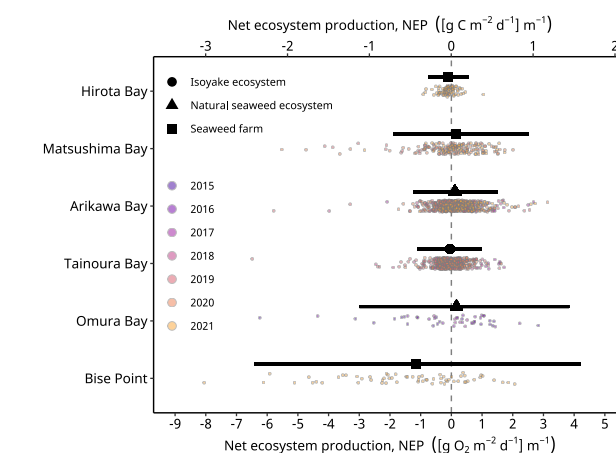 Net ecosystem production, NEP ([g C m⁻² d⁻¹] m⁻¹)
-3 -2 -1 0 1 2
Hirota Bay
Matsushima Bay
Arikawa Bay
Tainoura Bay
Omura Bay
Bise Point
Isoyake ecosystem
Natural seaweed ecosystem
Seaweed farm
2015
2016
2017
2018
2019
2020
2021
-9 -8 -7 -6 -5 -4 -3 -2 -1 0 1 2 3 4 5
Net ecosystem production, NEP ([g O₂ m⁻² d⁻¹] m⁻¹)